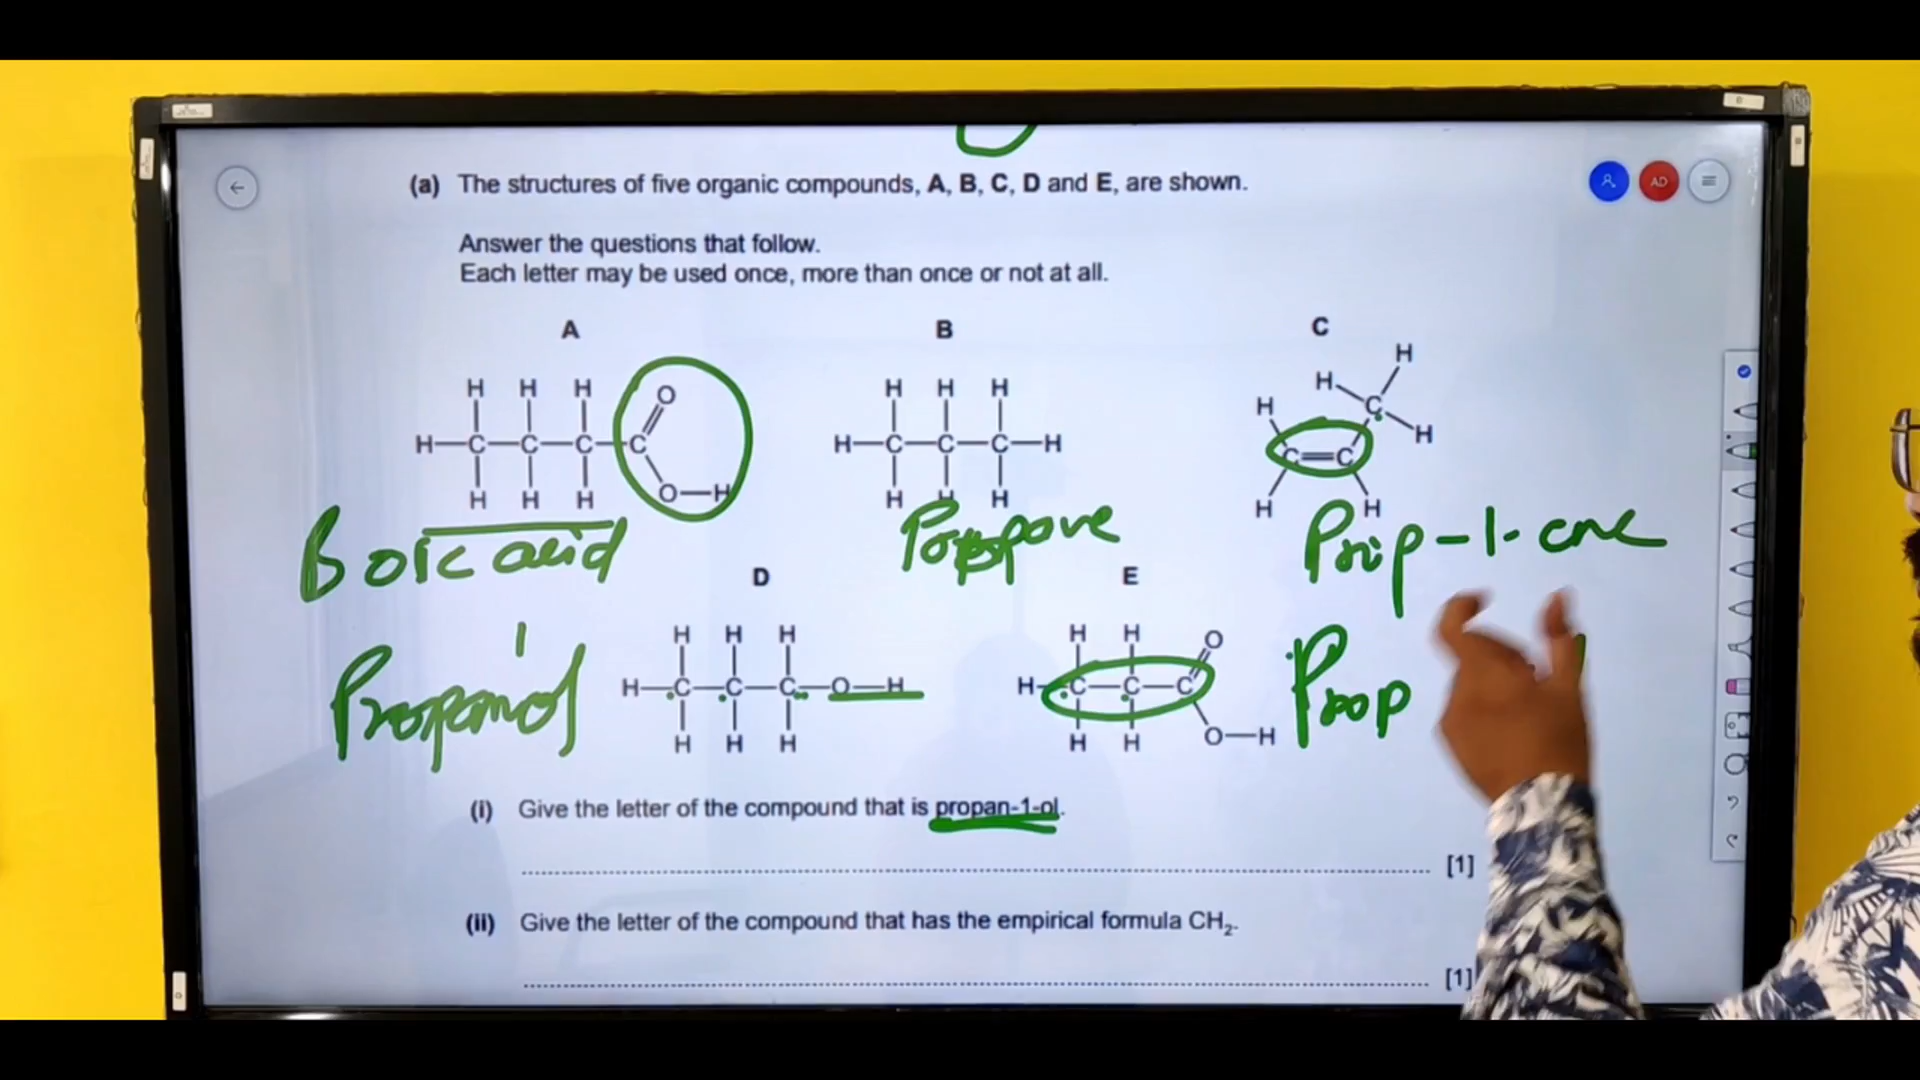 (a) The structures of five organic compounds, A, B, C, D and E, are shown.
Answer the questions that follow.
Each letter may be used once, more than once or not at all.
A B C
H H H O
H C C C C
H H H O H
H H H
H C C C H
H H H
H
H C H
H C C H
H H
acid Propane Prop-1-ene
D E
Propanol
H H H
H C C C O H
H H H
H H O
H C C C
H H O H
Prop
(i) Give the letter of the compound that is propan-1-ol.
[1]
(ii) Give the letter of the compound that has the empirical formula CH₂.
[1]
AD